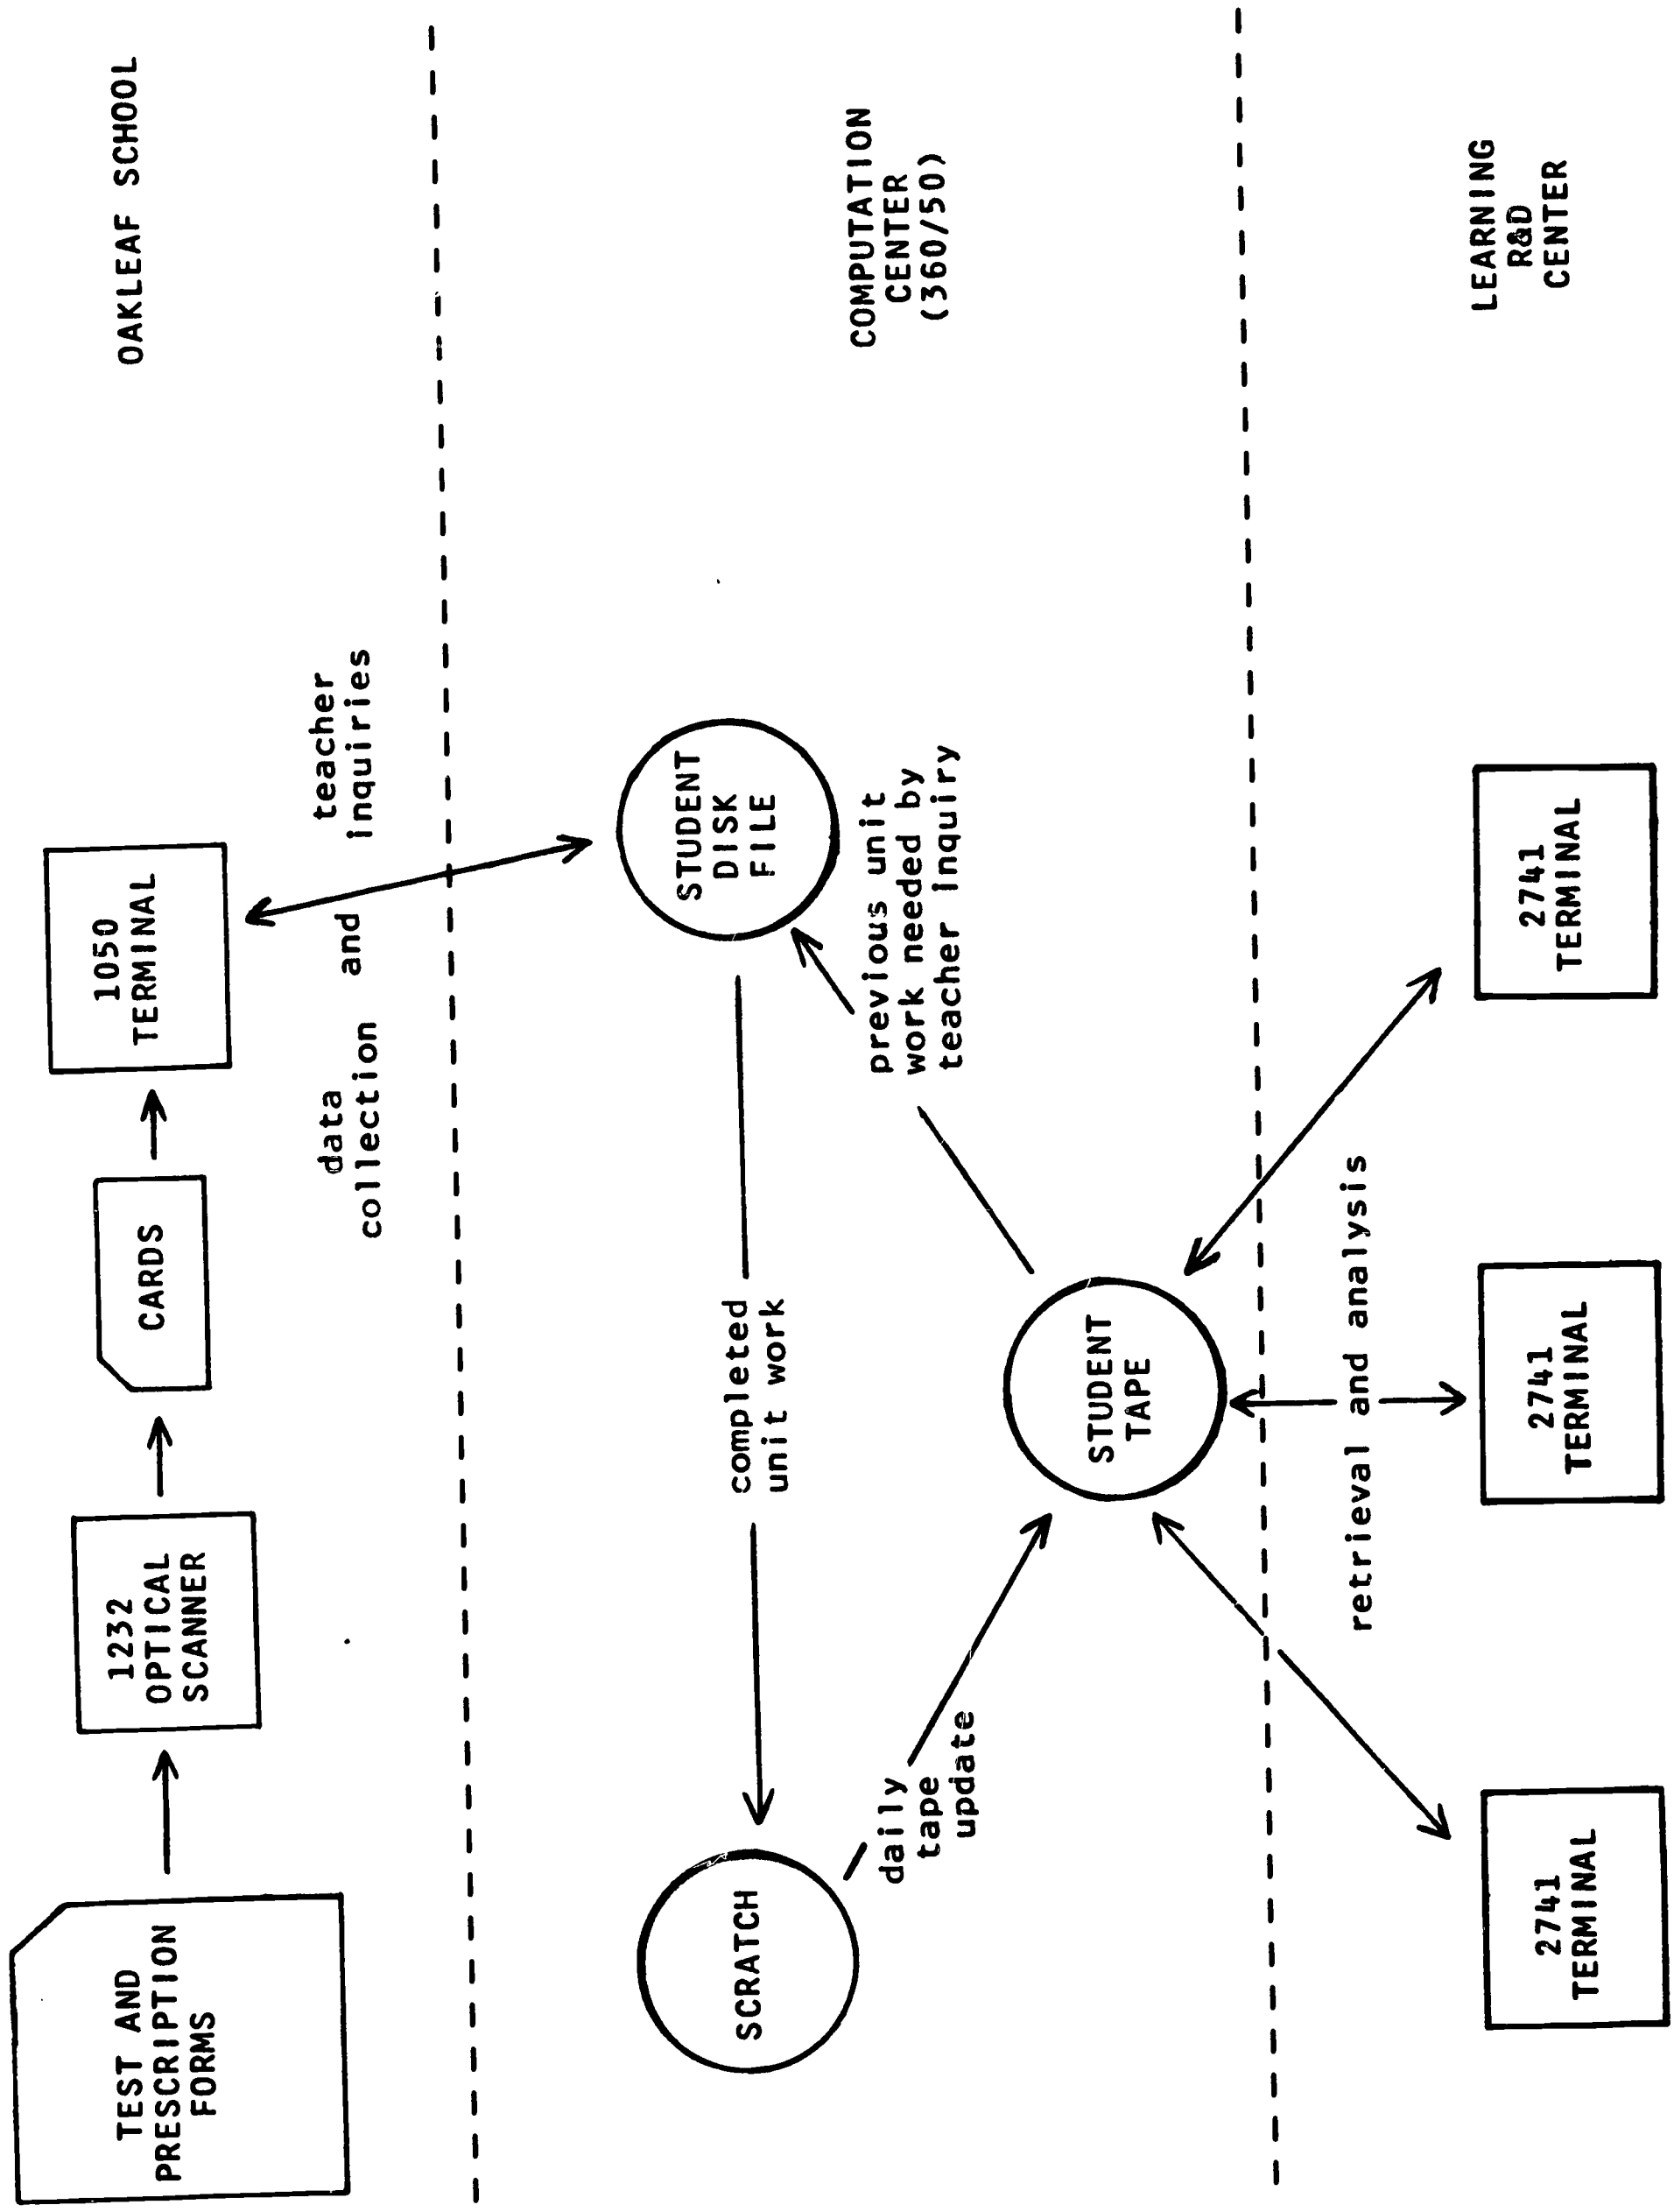 OAKLEAF SCHOOL
TEST AND
PRESCRIPTION
FORMS
1232
OPTICAL
SCANNER
CARDS
1050
TERMINAL
data
collection and
teacher
inquiries
COMPUTATION
CENTER
(360/50)
SCRATCH
completed
unit work
STUDENT
DISK
FILE
daily
tape
update
STUDENT
TAPE
previous unit
work needed by
teacher inquiry
LEARNING
R&D
CENTER
retrieval and analysis
2741
TERMINAL
2741
TERMINAL
2741
TERMINAL